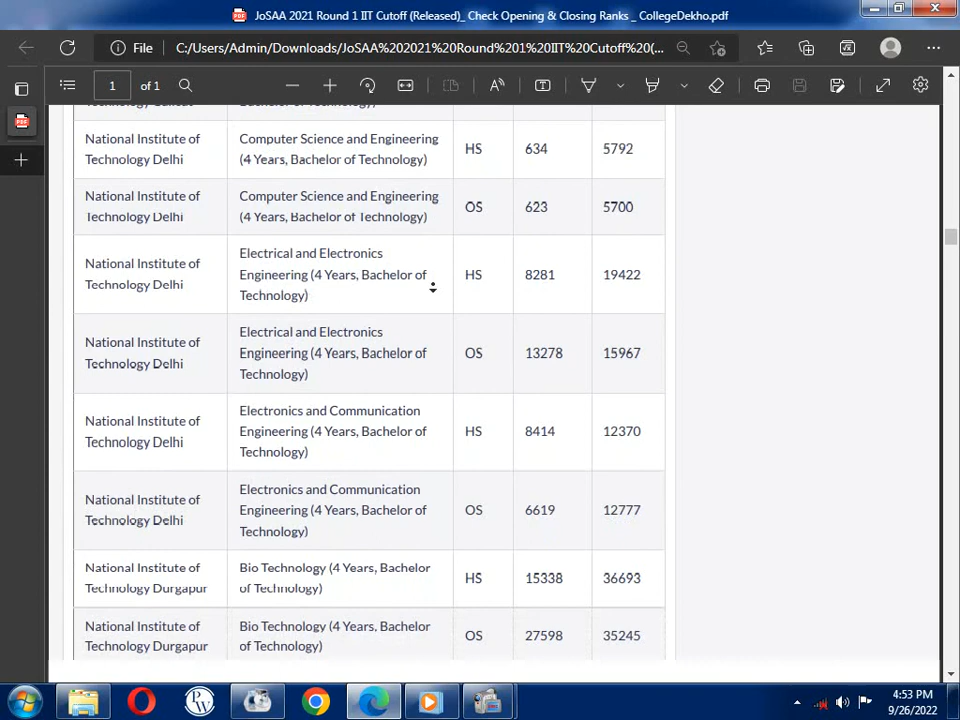 JoSAA 2021 Round 1 IIT Cutoff (Released)_ Check Opening & Closing Ranks _ CollegeDekho.pdf
File C:/Users/Admin/Downloads/JoSAA%202021%20Round%201%20IIT%20Cutoff%20(...
1 of 1
National Institute of
Technology Delhi
Computer Science and Engineering
(4 Years, Bachelor of Technology)
HS 634 5792
National Institute of
Technology Delhi
Computer Science and Engineering
(4 Years, Bachelor of Technology)
OS 623 5700
National Institute of
Technology Delhi
Electrical and Electronics
Engineering (4 Years, Bachelor of
Technology)
HS 8281 19422
National Institute of
Technology Delhi
Electrical and Electronics
Engineering (4 Years, Bachelor of
Technology)
OS 13278 15967
National Institute of
Technology Delhi
Electronics and Communication
Engineering (4 Years, Bachelor of
Technology)
HS 8414 12370
National Institute of
Technology Delhi
Electronics and Communication
Engineering (4 Years, Bachelor of
Technology)
OS 6619 12777
National Institute of
Technology Durgapur
Bio Technology (4 Years, Bachelor
of Technology)
HS 15338 36693
National Institute of
Technology Durgapur
Bio Technology (4 Years, Bachelor
of Technology)
OS 27598 35245
PW
4:53 PM
9/26/2022